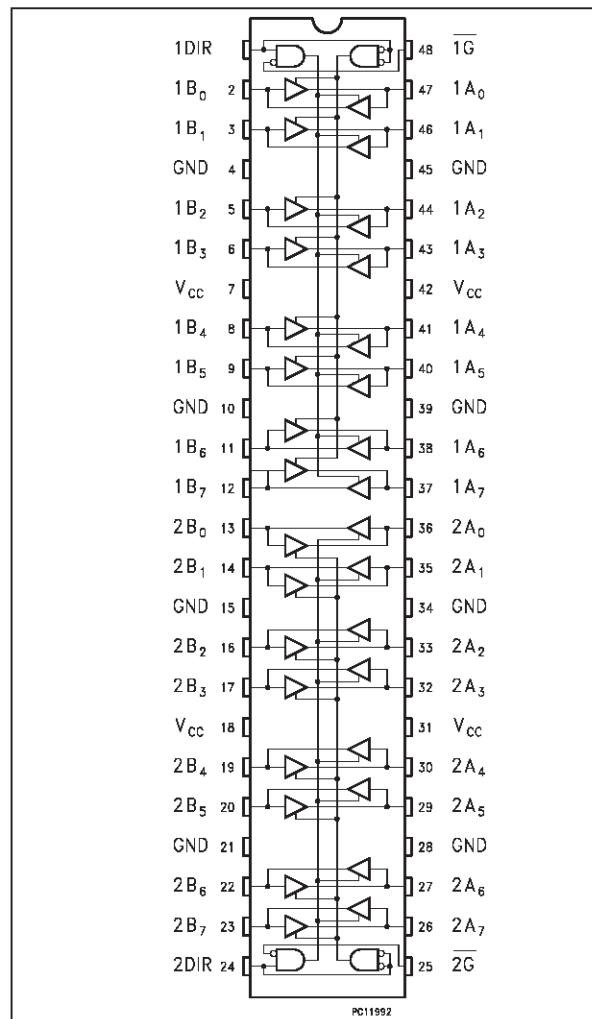 1DIR 1 48 1G
1B0 2 47 1A0
1B1 3 46 1A1
GND 4 45 GND
1B2 5 44 1A2
1B3 6 43 1A3
VCC 7 42 VCC
1B4 8 41 1A4
1B5 9 40 1A5
GND 10 39 GND
1B6 11 38 1A6
1B7 12 37 1A7
2B0 13 36 2A0
2B1 14 35 2A1
GND 15 34 GND
2B2 16 33 2A2
2B3 17 32 2A3
VCC 18 31 VCC
2B4 19 30 2A4
2B5 20 29 2A5
GND 21 28 GND
2B6 22 27 2A6
2B7 23 26 2A7
2DIR 24 25 2G
PC11992